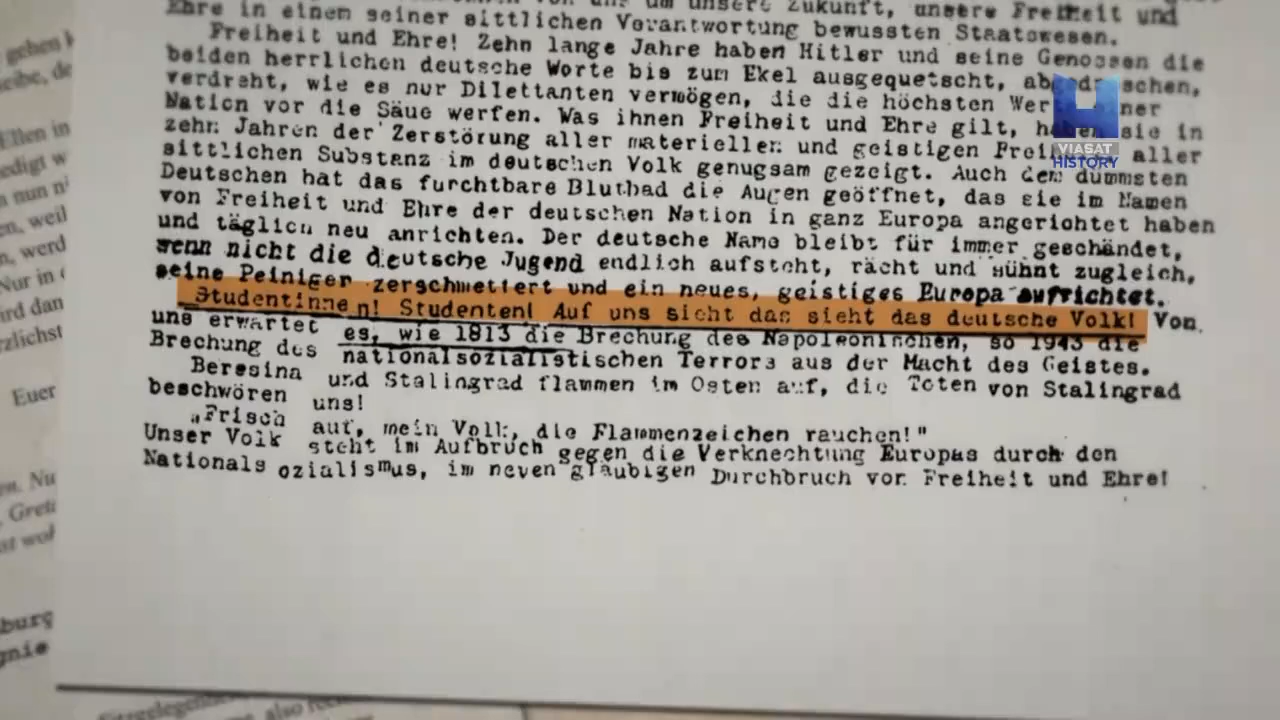 Ehre in einem seiner sittlichen Verantwortung bewussten Staatswesen.
Freiheit und Ehre! Zehn lange Jahre haben Hitler und seine Genossen die
beiden herrlichen deutsche Worte bis zum Ekel ausgequetscht,
verdreht, wie es nur Dilettanten vermögen, die die höchsten
Nation vor die Säue werfen. Was ihnen Freiheit und Ehre gilt, sie in
zehn Jahren der Zerstörung aller materiellen und geistigen aller
sittlichen Substanz im deutschen Volk genugsam gezeigt. Auch dem dümmsten
Deutschen hat das furchtbare Blutbad die Augen geöffnet, das sie im Namen
von Freiheit und Ehre der deutschen Nation in ganz Europa angerichtet haben
und täglich neu anrichten. Der deutsche Name bleibt für immer geschändet,
wenn nicht die deutsche Jugend endlich aufsteht, rächt und sühnt zugleich,
seine Peiniger zerschmettert und ein neues, geistiges Europa aufrichtet.
Studentinnen! Studenten! Auf uns sieht das sieht das deutsche Volk! Von
uns erwartet es, wie 1813 die Brechung des Napoleonischen, so 1943 die
Brechung des nationalsozialistischen Terrors aus der Macht des Geistes.
Beresina und Stalingrad flammen im Osten auf, die Toten von Stalingrad
beschwören uns!
„Frisch auf, mein Volk, die Flammenzeichen rauchen!"
Unser Volk steht im Aufbruch gegen die Verknechtung Europas durch den
Nationals ozialismus, im neuen gläubigen Durchbruch von Freiheit und Ehre!
VIASAT
HISTORY
gehen
Ellen in
weil
werd
Nur in
Euer